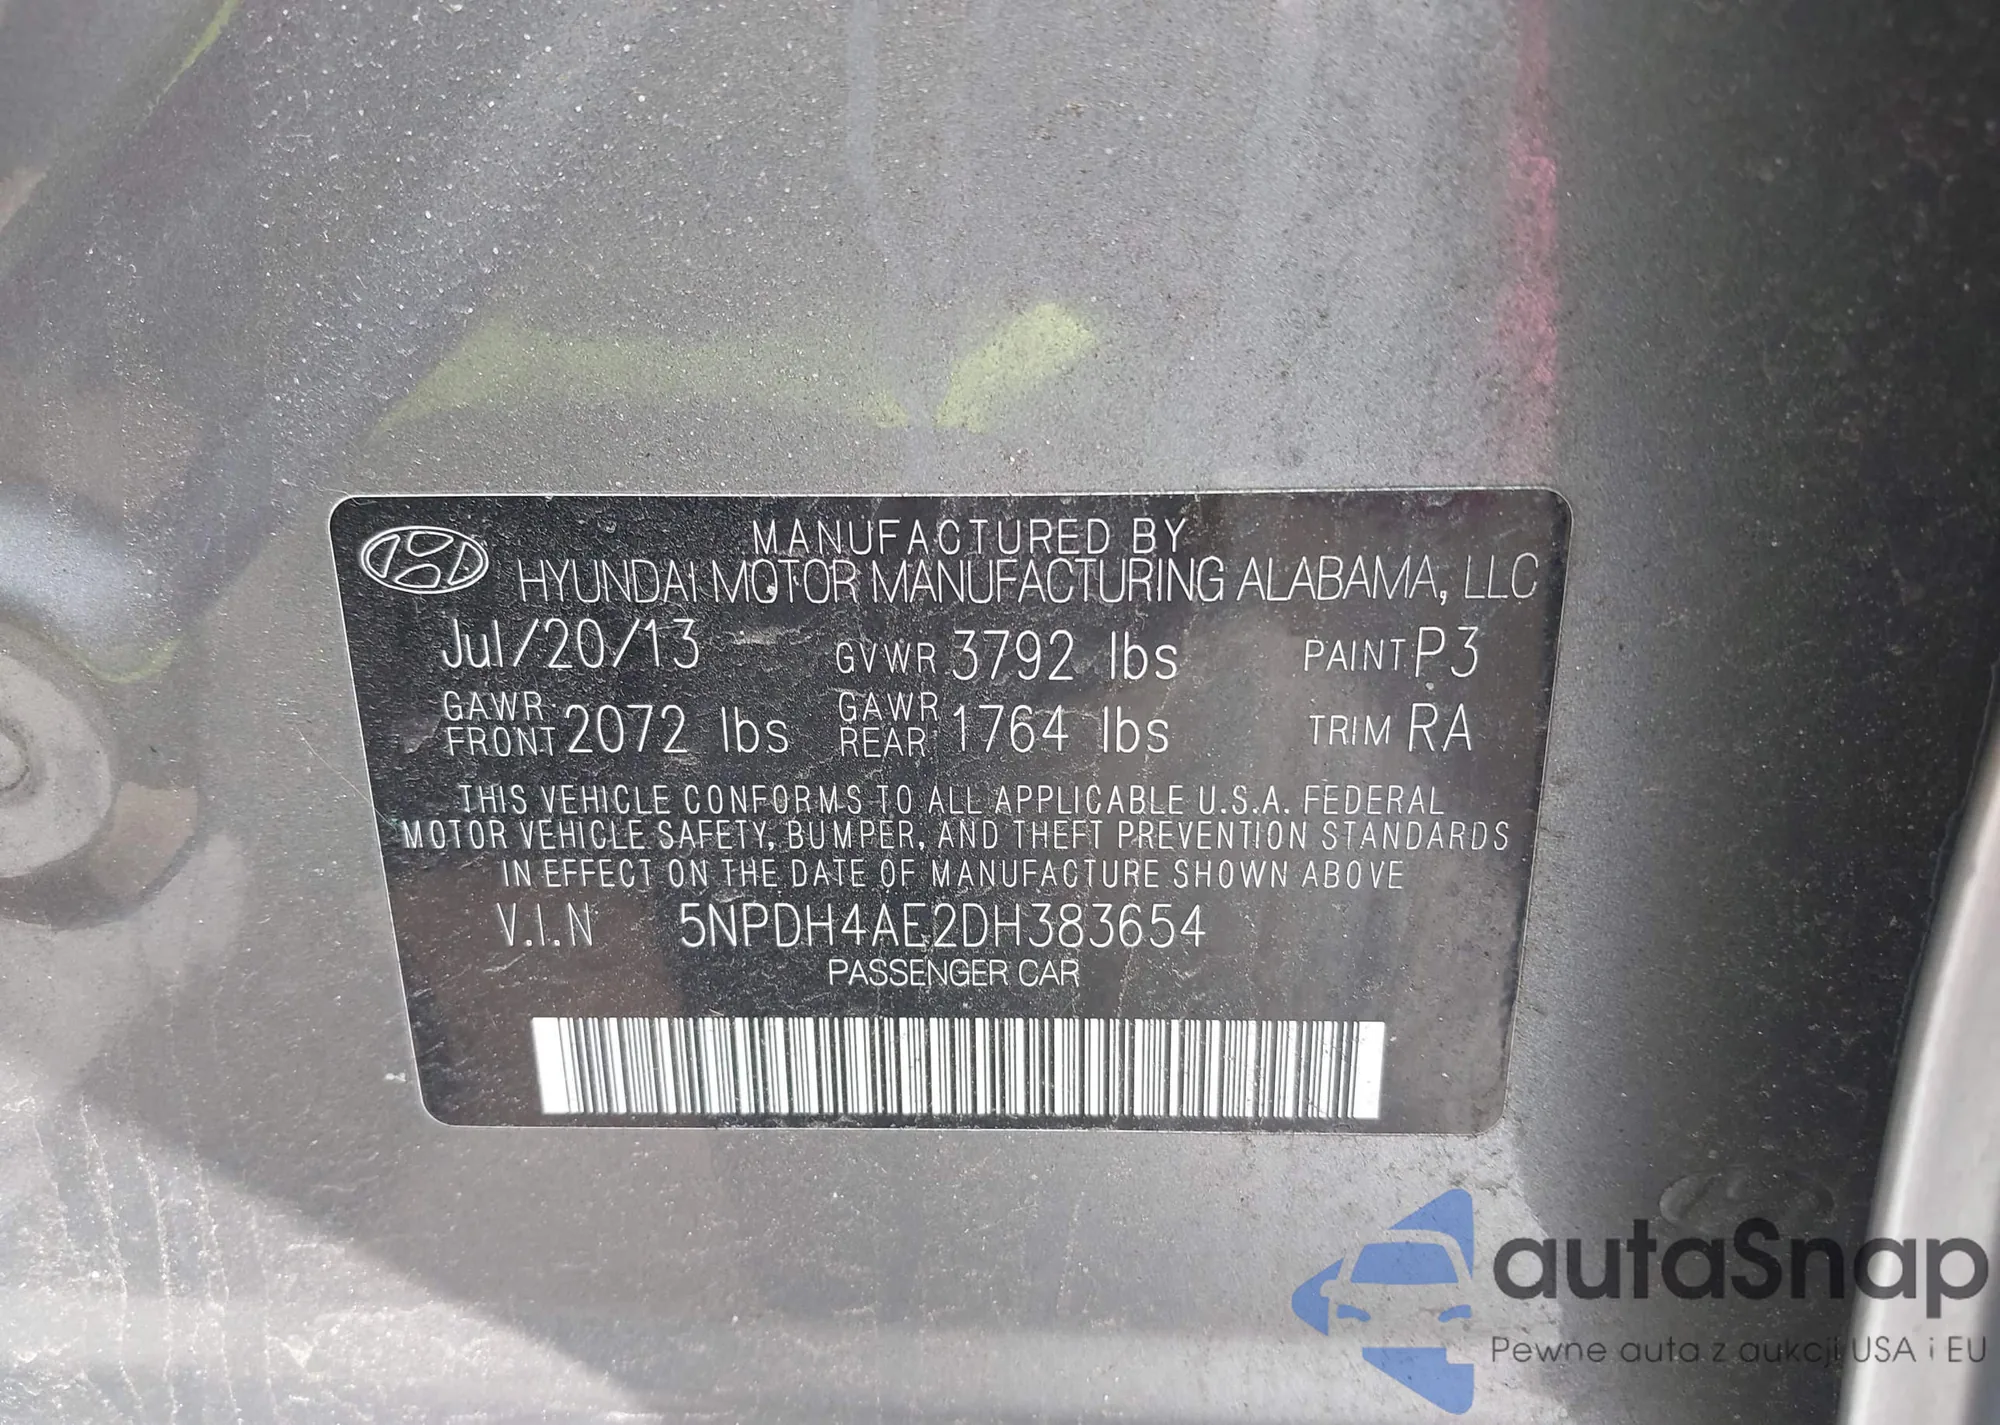 MANUFACTURED BY
HYUNDAI MOTOR MANUFACTURING ALABAMA, LLC
Jul/20/13 GVWR 3792 lbs PAINT P3
GAWR FRONT 2072 lbs GAWR REAR 1764 lbs TRIM RA
THIS VEHICLE CONFORMS TO ALL APPLICABLE U.S.A. FEDERAL
MOTOR VEHICLE SAFETY, BUMPER, AND THEFT PREVENTION STANDARDS
IN EFFECT ON THE DATE OF MANUFACTURE SHOWN ABOVE
V.I.N 5NPDH4AE2DH383654
PASSENGER CAR
autaSnap
Pewne auta z aukcji USA i EU